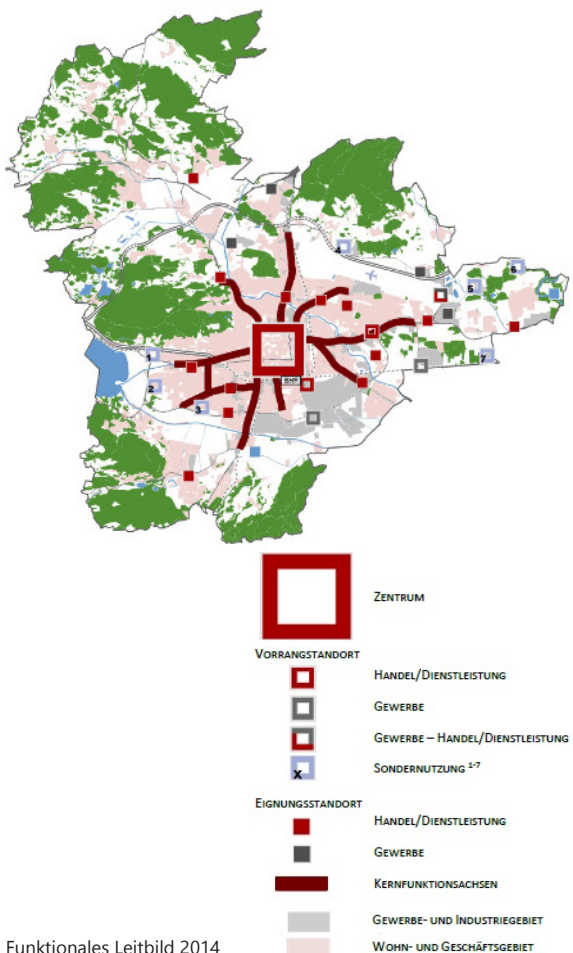 4
6
5
1
7
2
3
ZENTRUM
VORRANGSTANDORT
HANDEL/DIENSTLEISTUNG
GEWERBE
GEWERBE – HANDEL/DIENSTLEISTUNG
X
SONDERNUTZUNG 1-7
EIGNUNGSSTANDORT
HANDEL/DIENSTLEISTUNG
GEWERBE
KERNFUNKTIONSACHSEN
GEWERBE- UND INDUSTRIEGEBIET
Funktionales Leitbild 2014
WOHN- UND GESCHÄFTSGEBIET